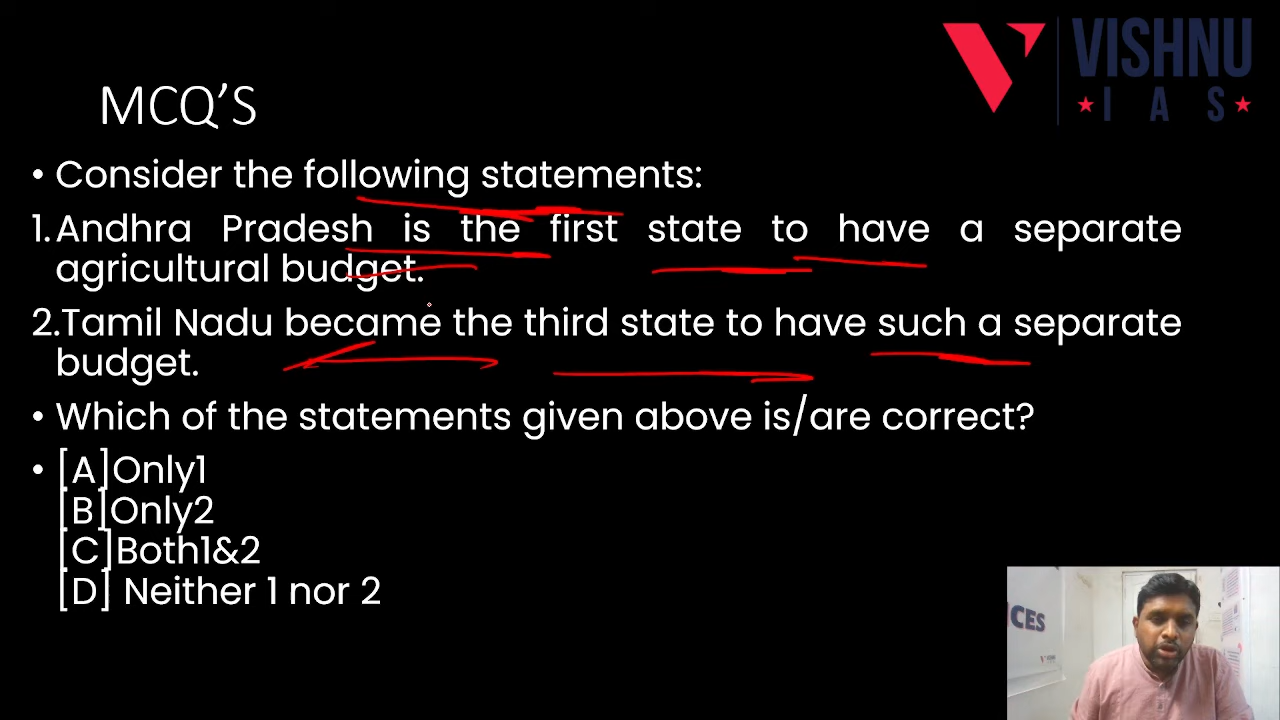 VISHNU
IAS
MCQ’S
• Consider the following statements:
1. Andhra Pradesh is the first state to have a separate
agricultural budget.
2.Tamil Nadu became the third state to have such a separate
budget.
• Which of the statements given above is/are correct?
• [A]Only1
[B]Only2
[C]Both1&2
[D] Neither 1 nor 2
CES
VISHNU